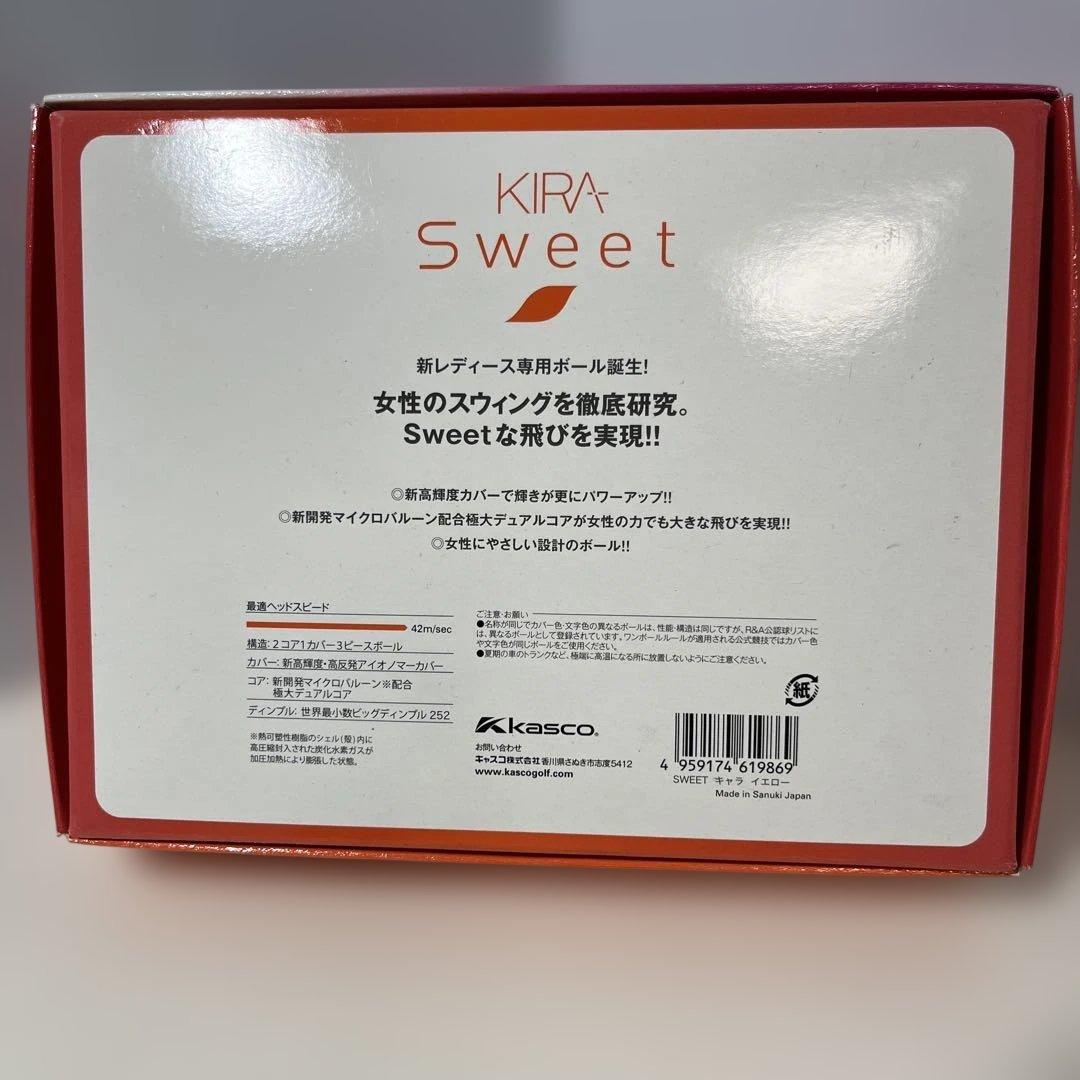 KIRA
Sweet
新レディース専用ボール誕生!
女性のスウィングを徹底研究。
Sweetな飛びを実現!!
◎新高輝度カバーで輝きが更にパワーアップ!!
◎新開発マイクロバルーン配合極大デュアルコアが女性の力でも大きな飛びを実現!!
◎女性にやさしい設計のボール!!
最適ヘッドスピード
42m/sec
構造:2コア1カバー3ピースボール
カバー:新高輝度・高反発アイオノマーカバー
コア:新開発マイクロバルーン※配合
極大デュアルコア
ディンプル:世界最小数ビッグディンプル 252
※熱可塑性樹脂のシェル(殻)内に
高圧縮封入された炭化水素ガスが
加圧加熱により膨張した状態。
ご注意・お願い
●名称が同じでカバー色・文字色の異なるボールは、性能・構造は同じですが、R&A公認球リストに
は、異なるボールとして登録されています。ワンボールルールが適用される公式競技ではカバー色
や文字色が同じボールをご使用ください。
●夏期の車のトランクなど、極端に高温になる所に放置しないようにご注意ください。
紙
kasco®
お問い合わせ
キャスコ株式会社 香川県さぬき市志度5412
www.kascogolf.com
4 959174 619869
SWEET キャラ イエロー
Made in Sanuki Japan